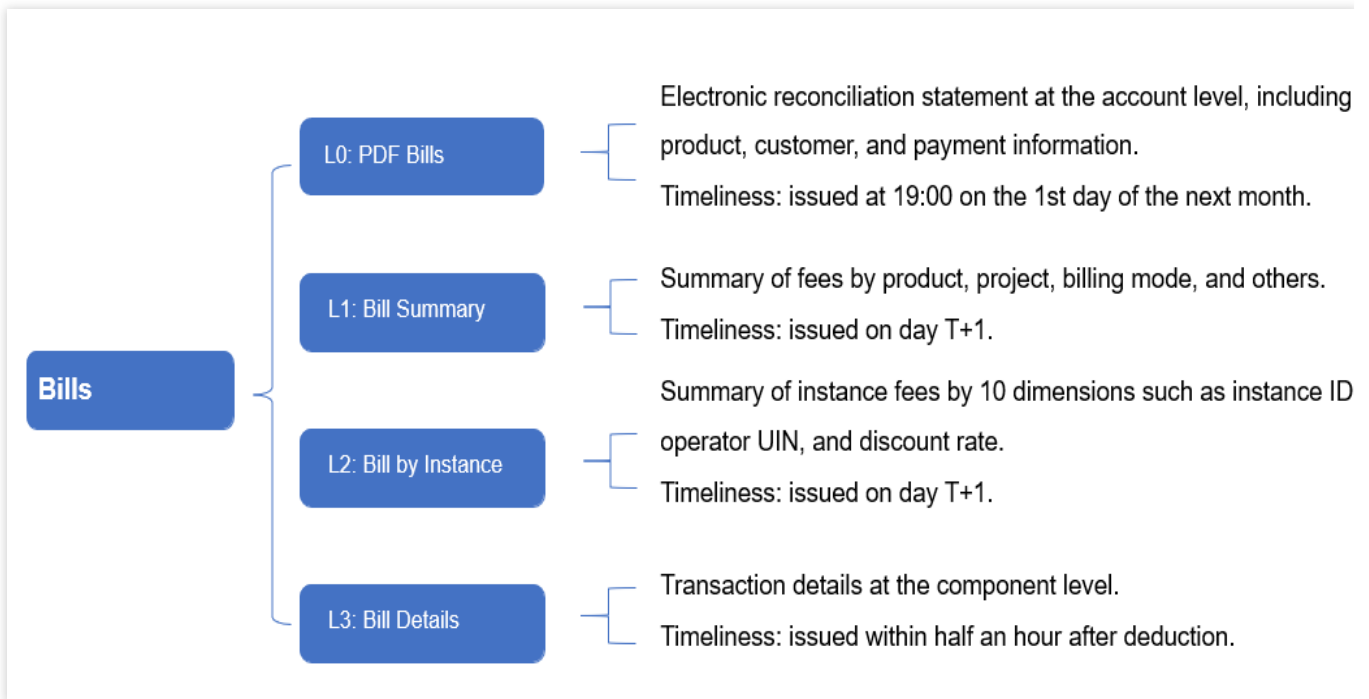 Bills
L0: PDF Bills
Electronic reconciliation statement at the account level, including
product, customer, and payment information.
Timeliness: issued at 19:00 on the 1st day of the next month.
L1: Bill Summary
Summary of fees by product, project, billing mode, and others.
Timeliness: issued on day T+1.
L2: Bill by Instance
Summary of instance fees by 10 dimensions such as instance ID
operator UIN, and discount rate.
Timeliness: issued on day T+1.
L3: Bill Details
Transaction details at the component level.
Timeliness: issued within half an hour after deduction.